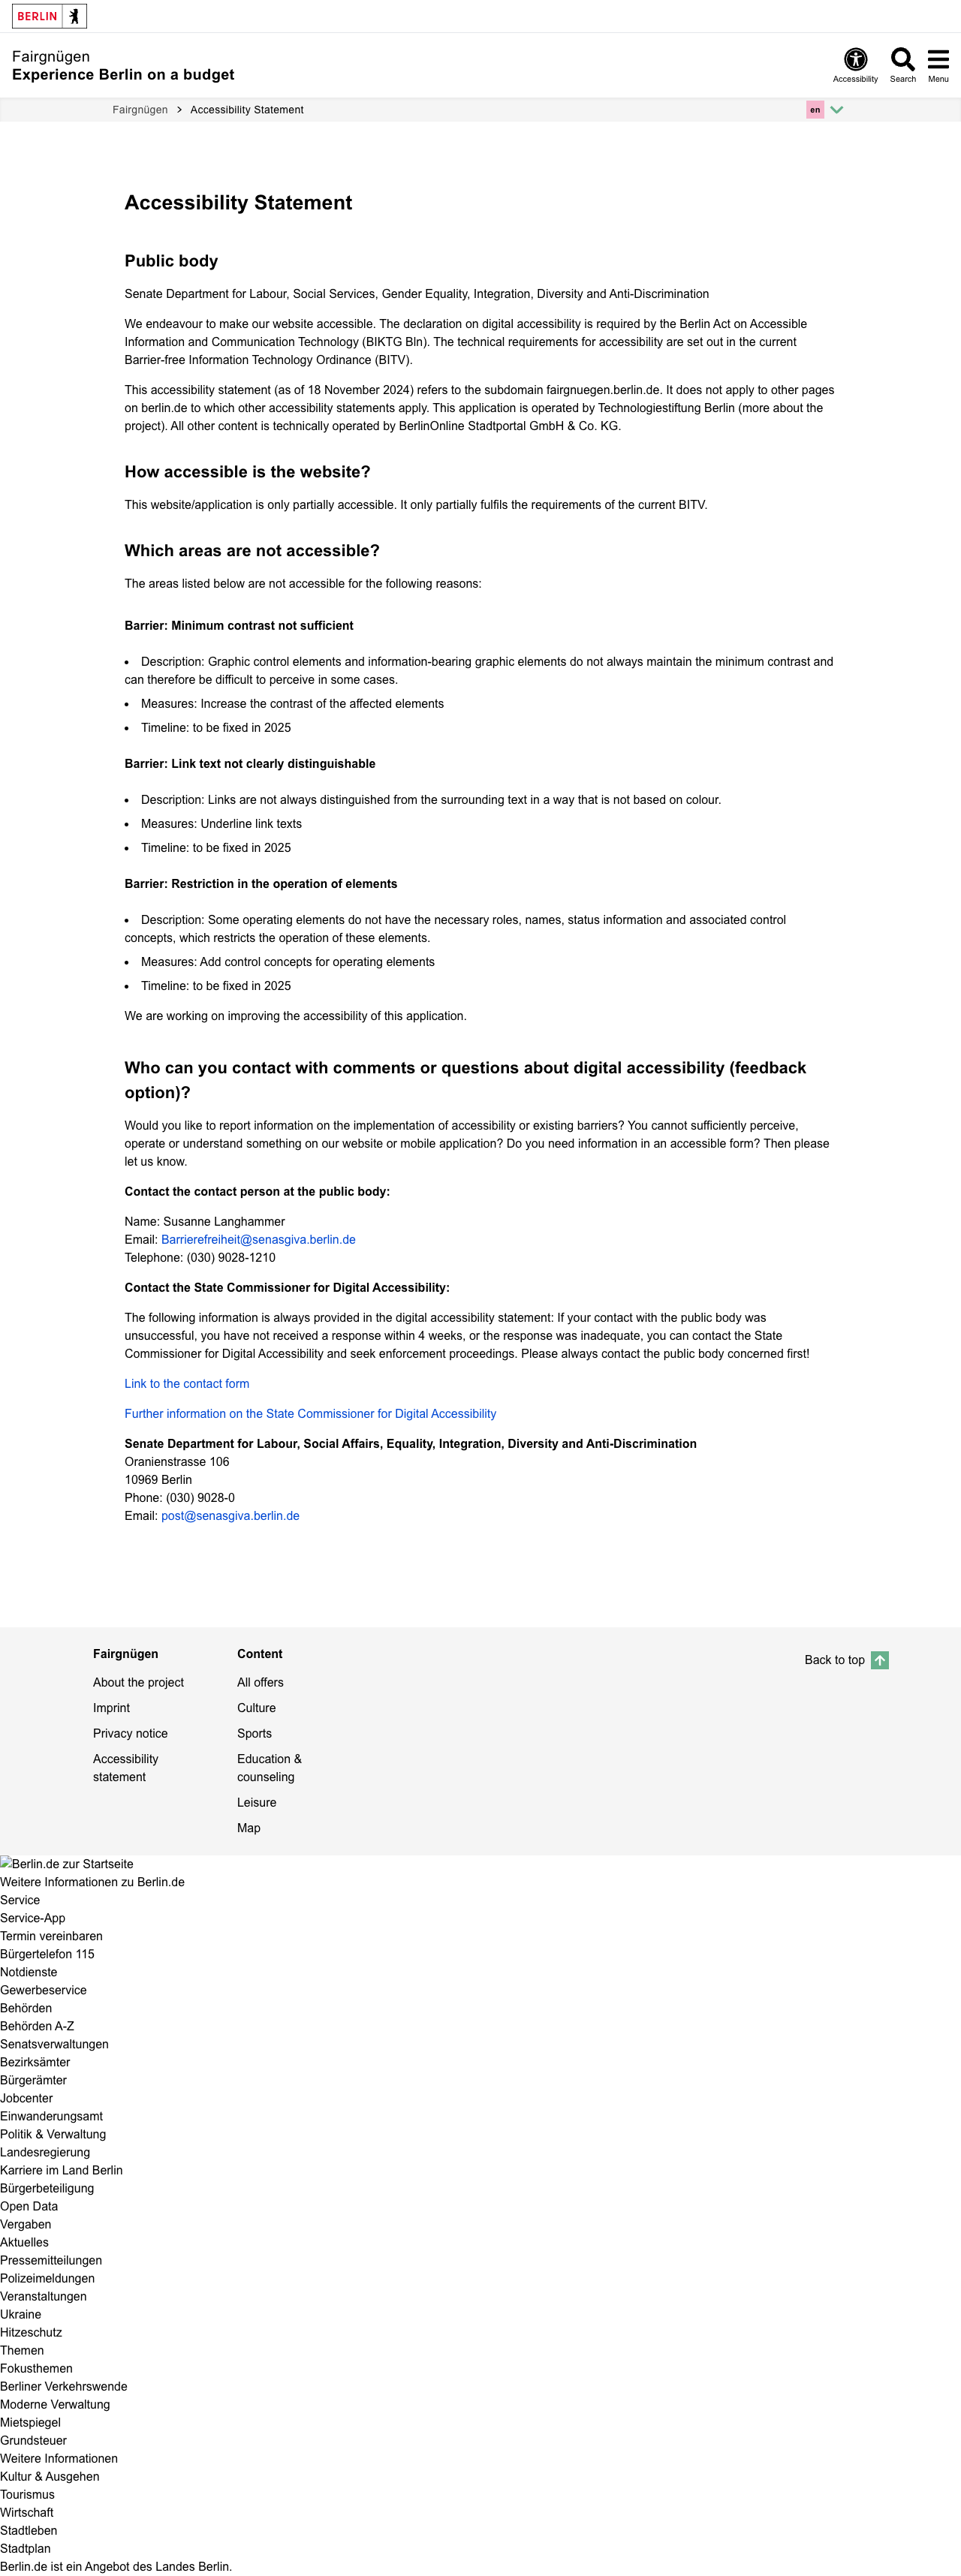 BERLIN
Fairgnügen
Experience Berlin on a budget
Accessibility
Search
Menu
Fairgnügen
Accessibility Statement
en
Accessibility Statement
Public body
Senate Department for Labour, Social Services, Gender Equality, Integration, Diversity and Anti-Discrimination
We endeavour to make our website accessible. The declaration on digital accessibility is required by the Berlin Act on Accessible
Information and Communication Technology (BIKTG Bln). The technical requirements for accessibility are set out in the current
Barrier-free Information Technology Ordinance (BITV).
This accessibility statement (as of 18 November 2024) refers to the subdomain fairgnuegen.berlin.de. It does not apply to other pages
on berlin.de to which other accessibility statements apply. This application is operated by Technologiestiftung Berlin (more about the
project). All other content is technically operated by BerlinOnline Stadtportal GmbH & Co. KG.
How accessible is the website?
This website/application is only partially accessible. It only partially fulfils the requirements of the current BITV.
Which areas are not accessible?
The areas listed below are not accessible for the following reasons:
Barrier: Minimum contrast not sufficient
• Description: Graphic control elements and information-bearing graphic elements do not always maintain the minimum contrast and
can therefore be difficult to perceive in some cases.
• Measures: Increase the contrast of the affected elements
• Timeline: to be fixed in 2025
Barrier: Link text not clearly distinguishable
• Description: Links are not always distinguished from the surrounding text in a way that is not based on colour.
• Measures: Underline link texts
• Timeline: to be fixed in 2025
Barrier: Restriction in the operation of elements
• Description: Some operating elements do not have the necessary roles, names, status information and associated control
concepts, which restricts the operation of these elements.
• Measures: Add control concepts for operating elements
• Timeline: to be fixed in 2025
We are working on improving the accessibility of this application.
Who can you contact with comments or questions about digital accessibility (feedback
option)?
Would you like to report information on the implementation of accessibility or existing barriers? You cannot sufficiently perceive,
operate or understand something on our website or mobile application? Do you need information in an accessible form? Then please
let us know.
Contact the contact person at the public body:
Name: Susanne Langhammer
Email: Barrierefreiheit@senasgiva.berlin.de
Telephone: (030) 9028-1210
Contact the State Commissioner for Digital Accessibility:
The following information is always provided in the digital accessibility statement: If your contact with the public body was
unsuccessful, you have not received a response within 4 weeks, or the response was inadequate, you can contact the State
Commissioner for Digital Accessibility and seek enforcement proceedings. Please always contact the public body concerned first!
Link to the contact form
Further information on the State Commissioner for Digital Accessibility
Senate Department for Labour, Social Affairs, Equality, Integration, Diversity and Anti-Discrimination
Oranienstrasse 106
10969 Berlin
Phone: (030) 9028-0
Email: post@senasgiva.berlin.de
Fairgnügen
About the project
Imprint
Privacy notice
Accessibility
statement
Content
All offers
Culture
Sports
Education &
counseling
Leisure
Map
Back to top
Berlin.de zur Startseite
Weitere Informationen zu Berlin.de
Service
Service-App
Termin vereinbaren
Bürgertelefon 115
Notdienste
Gewerbeservice
Behörden
Behörden A-Z
Senatsverwaltungen
Bezirksämter
Bürgerämter
Jobcenter
Einwanderungsamt
Politik & Verwaltung
Landesregierung
Karriere im Land Berlin
Bürgerbeteiligung
Open Data
Vergaben
Aktuelles
Pressemitteilungen
Polizeimeldungen
Veranstaltungen
Ukraine
Hitzeschutz
Themen
Fokusthemen
Berliner Verkehrswende
Moderne Verwaltung
Mietspiegel
Grundsteuer
Weitere Informationen
Kultur & Ausgehen
Tourismus
Wirtschaft
Stadtleben
Stadtplan
Berlin.de ist ein Angebot des Landes Berlin.